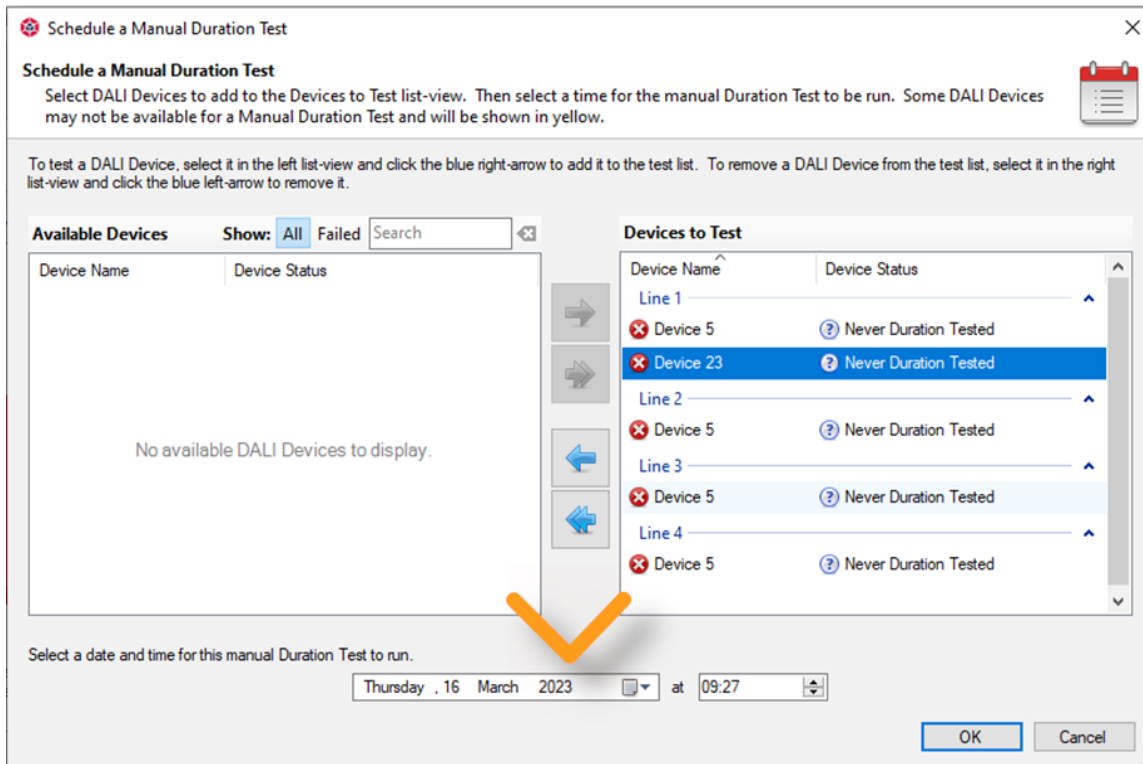 Schedule a Manual Duration Test
Schedule a Manual Duration Test
Select DALI Devices to add to the Devices to Test list-view. Then select a time for the manual Duration Test to be run. Some DALI Devices
may not be available for a Manual Duration Test and will be shown in yellow.
To test a DALI Device, select it in the left list-view and click the blue right-arrow to add it to the test list. To remove a DALI Device from the test list, select it in the right
list-view and click the blue left-arrow to remove it.
Available Devices Show: All Failed Search
Device Name Device Status
No available DALI Devices to display.
Devices to Test
Device Name Device Status
Line 1
Device 5 Never Duration Tested
Device 23 Never Duration Tested
Line 2
Device 5 Never Duration Tested
Line 3
Device 5 Never Duration Tested
Line 4
Device 5 Never Duration Tested
Select a date and time for this manual Duration Test to run.
Thursday , 16 March 2023 at 09:27
OK Cancel